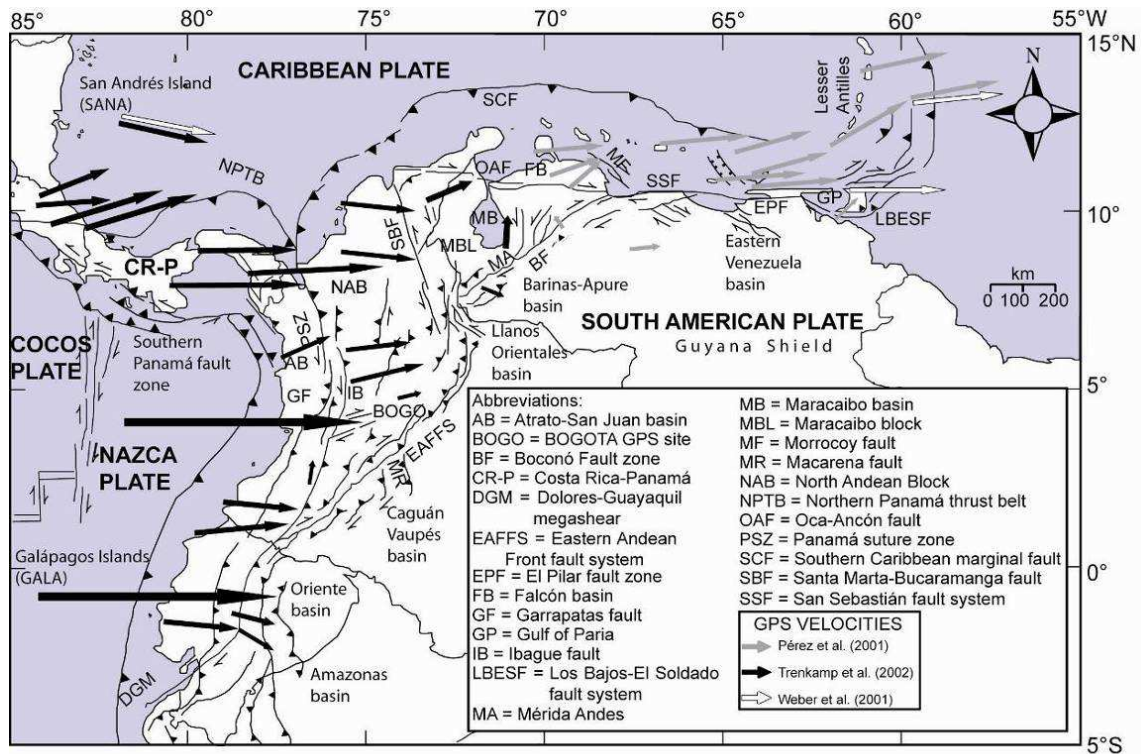 85°
80°
75°
70°
65°
60°
55°W
15°N
CARIBBEAN PLATE
San Andrés Island
(SANA)
Lesser
Antilles
N
SCF
NPTB
OAF
FB
MF
SSF
EPF
GP
LBESF
10°
MB
SBF
MBL
MA
BF
Eastern
Venezuela
basin
km
0 100 200
CR-P
NAB
Barinas-Apure
basin
SOUTH AMERICAN PLATE
Guyana Shield
COCOS
PLATE
Southern
Panamá fault
zone
PSZ
AB
Llanos
Orientales
basin
5°
GF
IB
BOGO
EAFFS
NAZCA
PLATE
MR
Caguán
Vaupés
basin
Galápagos Islands
(GALA)
0°
Oriente
basin
Amazonas
basin
DGM
5°S
Abbreviations:
AB = Atrato-San Juan basin
BOGO = BOGOTA GPS site
BF = Boconó Fault zone
CR-P = Costa Rica-Panamá
DGM = Dolores-Guayaquil
megashear
EAFFS = Eastern Andean
Front fault system
EPF = El Pilar fault zone
FB = Falcón basin
GF = Garrapatas fault
GP = Gulf of Paria
IB = Ibague fault
LBESF = Los Bajos-El Soldado
fault system
MA = Mérida Andes
MB = Maracaibo basin
MBL = Maracaibo block
MF = Morrocoy fault
MR = Macarena fault
NAB = North Andean Block
NPTB = Northern Panamá thrust belt
OAF = Oca-Ancón fault
PSZ = Panamá suture zone
SCF = Southern Caribbean marginal fault
SBF = Santa Marta-Bucaramanga fault
SSF = San Sebastián fault system
GPS VELOCITIES
Pérez et al. (2001)
Trenkamp et al. (2002)
Weber et al. (2001)